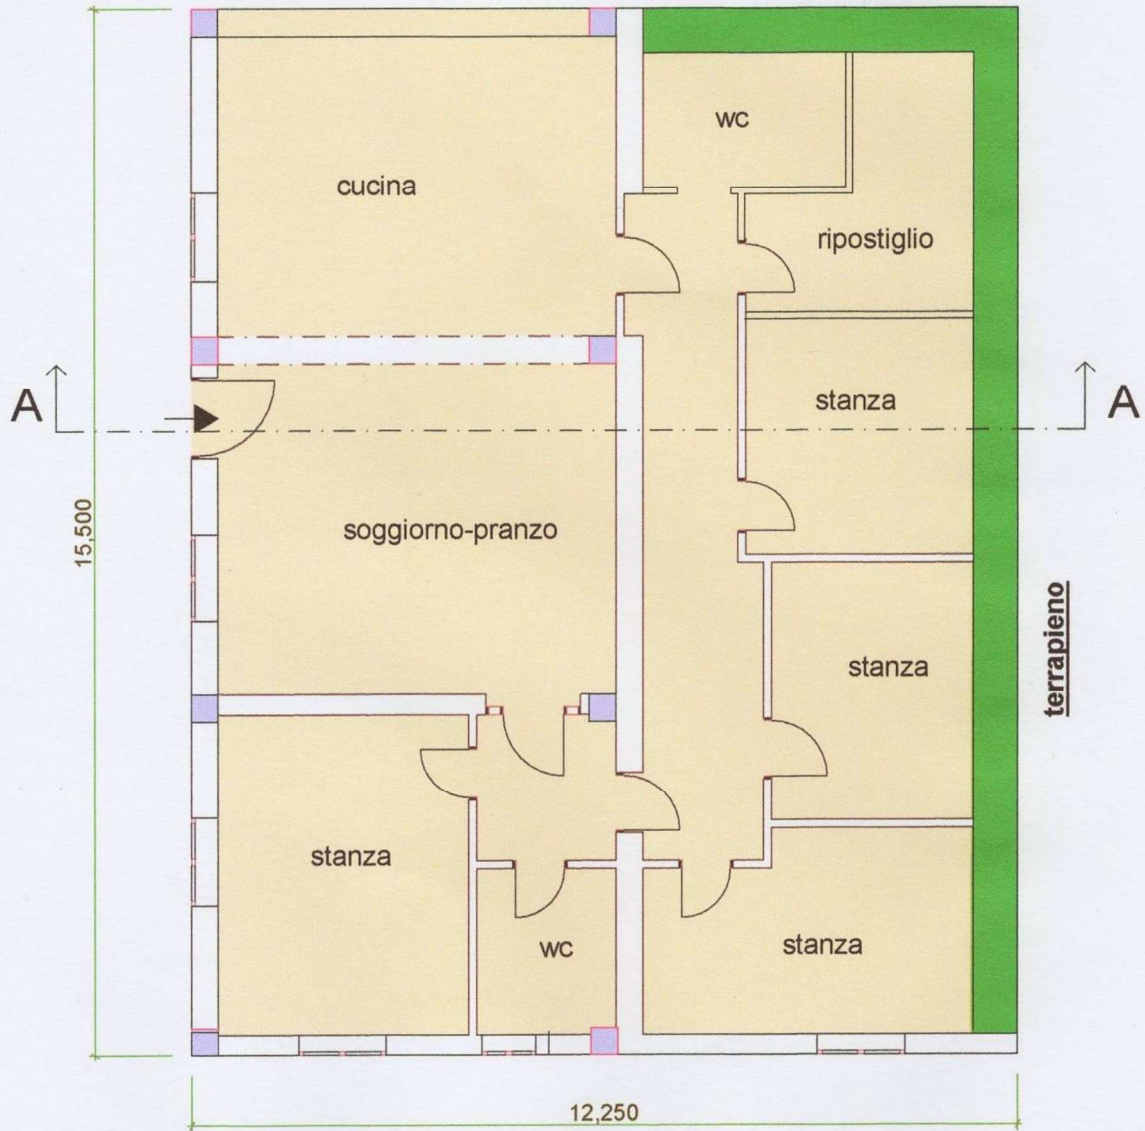 wc
cucina
ripostiglio
A
stanza
A
15,500
soggiorno-pranzo
terrapieno
stanza
stanza
wc
stanza
12,250